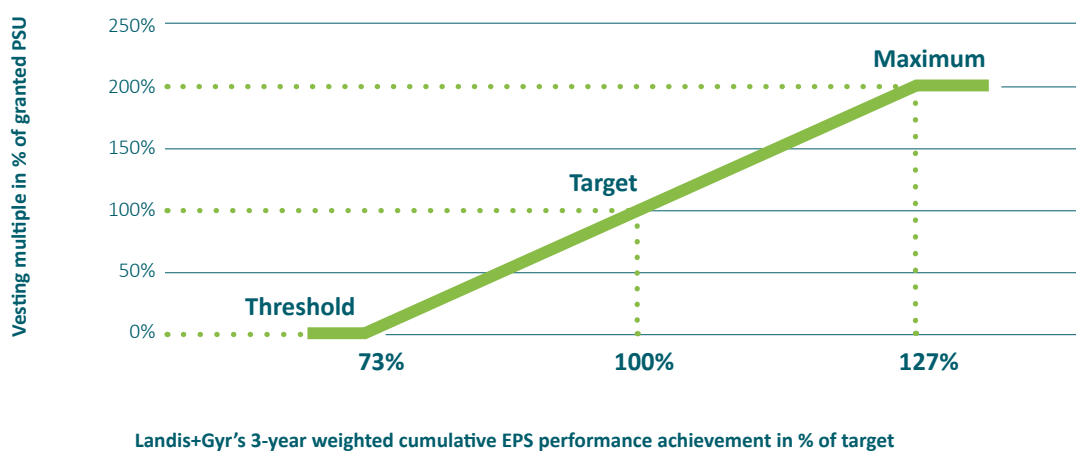 Vesting multiple in % of granted PSU
250%
Maximum
200%
150%
Target
100%
50%
Threshold
0%
73%
100%
127%
Landis+Gyr’s 3-year weighted cumulative EPS performance achievement in % of target